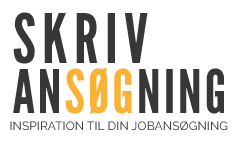 SKRIV
ANSØGNING
INSPIRATION TIL DIN JOBANSØGNING